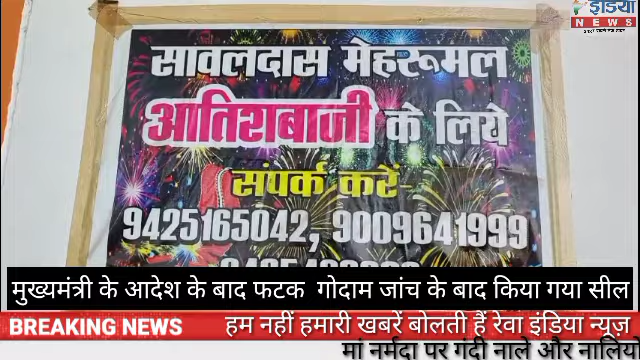 इंडिया
NEWS
सावलदास मेहरूमल
आतिशबाजी के लिये
संपर्क करें-
9425165042, 9009641999
मुख्यमंत्री के आदेश के बाद फटक गोदाम जांच के बाद किया गया सील
BREAKING NEWS हम नहीं हमारी खबरें बोलती हैं रेवा इंडिया न्यूज़
मां नर्मदा पर गंदी नाले और नालियो